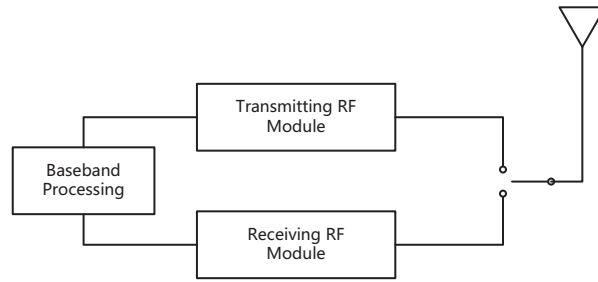 Transmitting RF
Module
Baseband
Processing
Receiving RF
Module